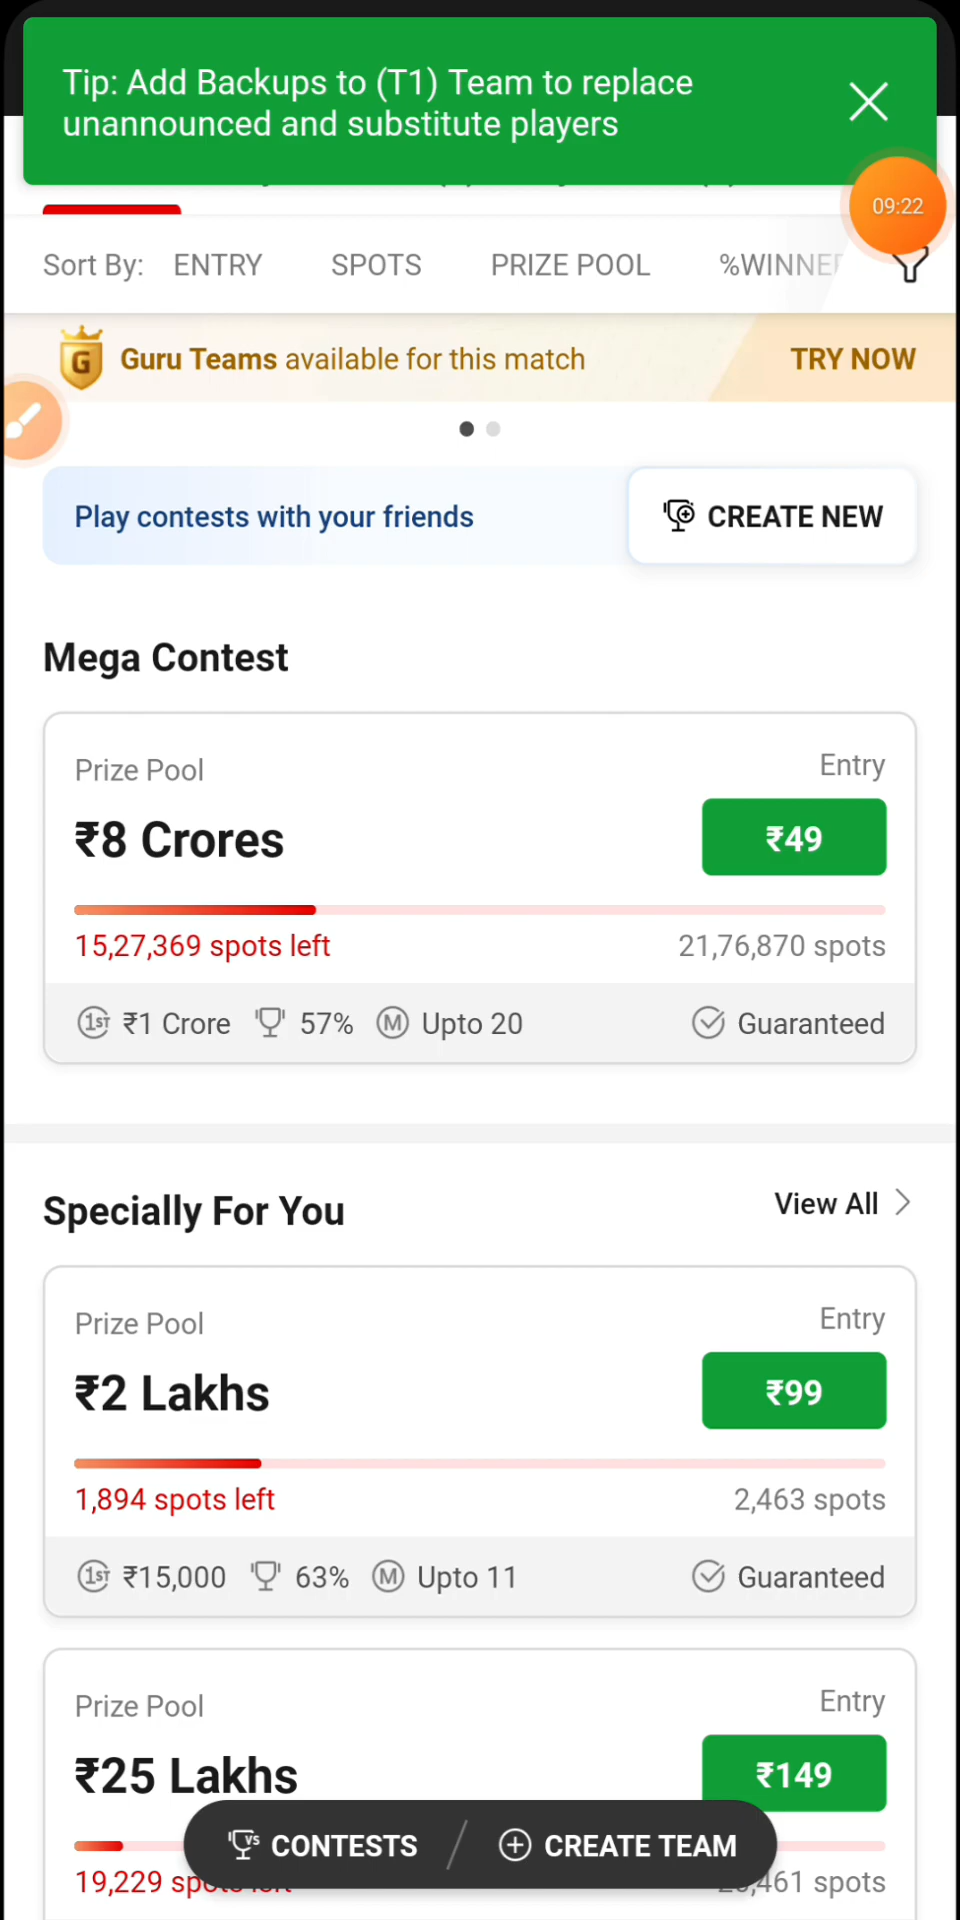 Tip: Add Backups to (T1) Team to replace
unannounced and substitute players
09:22
Sort By: ENTRY SPOTS PRIZE POOL
G Guru Teams available for this match TRY NOW
Play contests with your friends CREATE NEW
Mega Contest
Prize Pool Entry
₹8 Crores ₹49
15,27,369 spots left 21,76,870 spots
1ST ₹1 Crore 57% M Upto 20 Guaranteed
Specially For You View All
Prize Pool Entry
₹2 Lakhs ₹99
1,894 spots left 2,463 spots
1ST ₹15,000 63% M Upto 11 Guaranteed
Prize Pool Entry
₹25 Lakhs ₹149
VS CONTESTS CREATE TEAM
19,229 spots